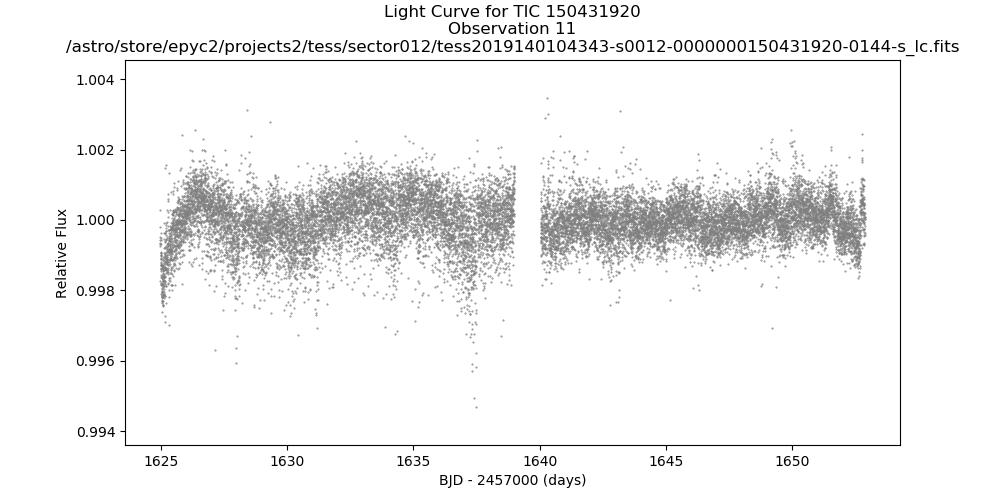 Light Curve for TIC 150431920
Observation 11
/astro/store/epyc2/projects2/tess/sector012/tess2019140104343-s0012-0000000150431920-0144-s_lc.fits
1.004
1.002
1.000
0.998
0.996
0.994
Relative Flux
1625
1630
1635
1640
1645
1650
BJD - 2457000 (days)